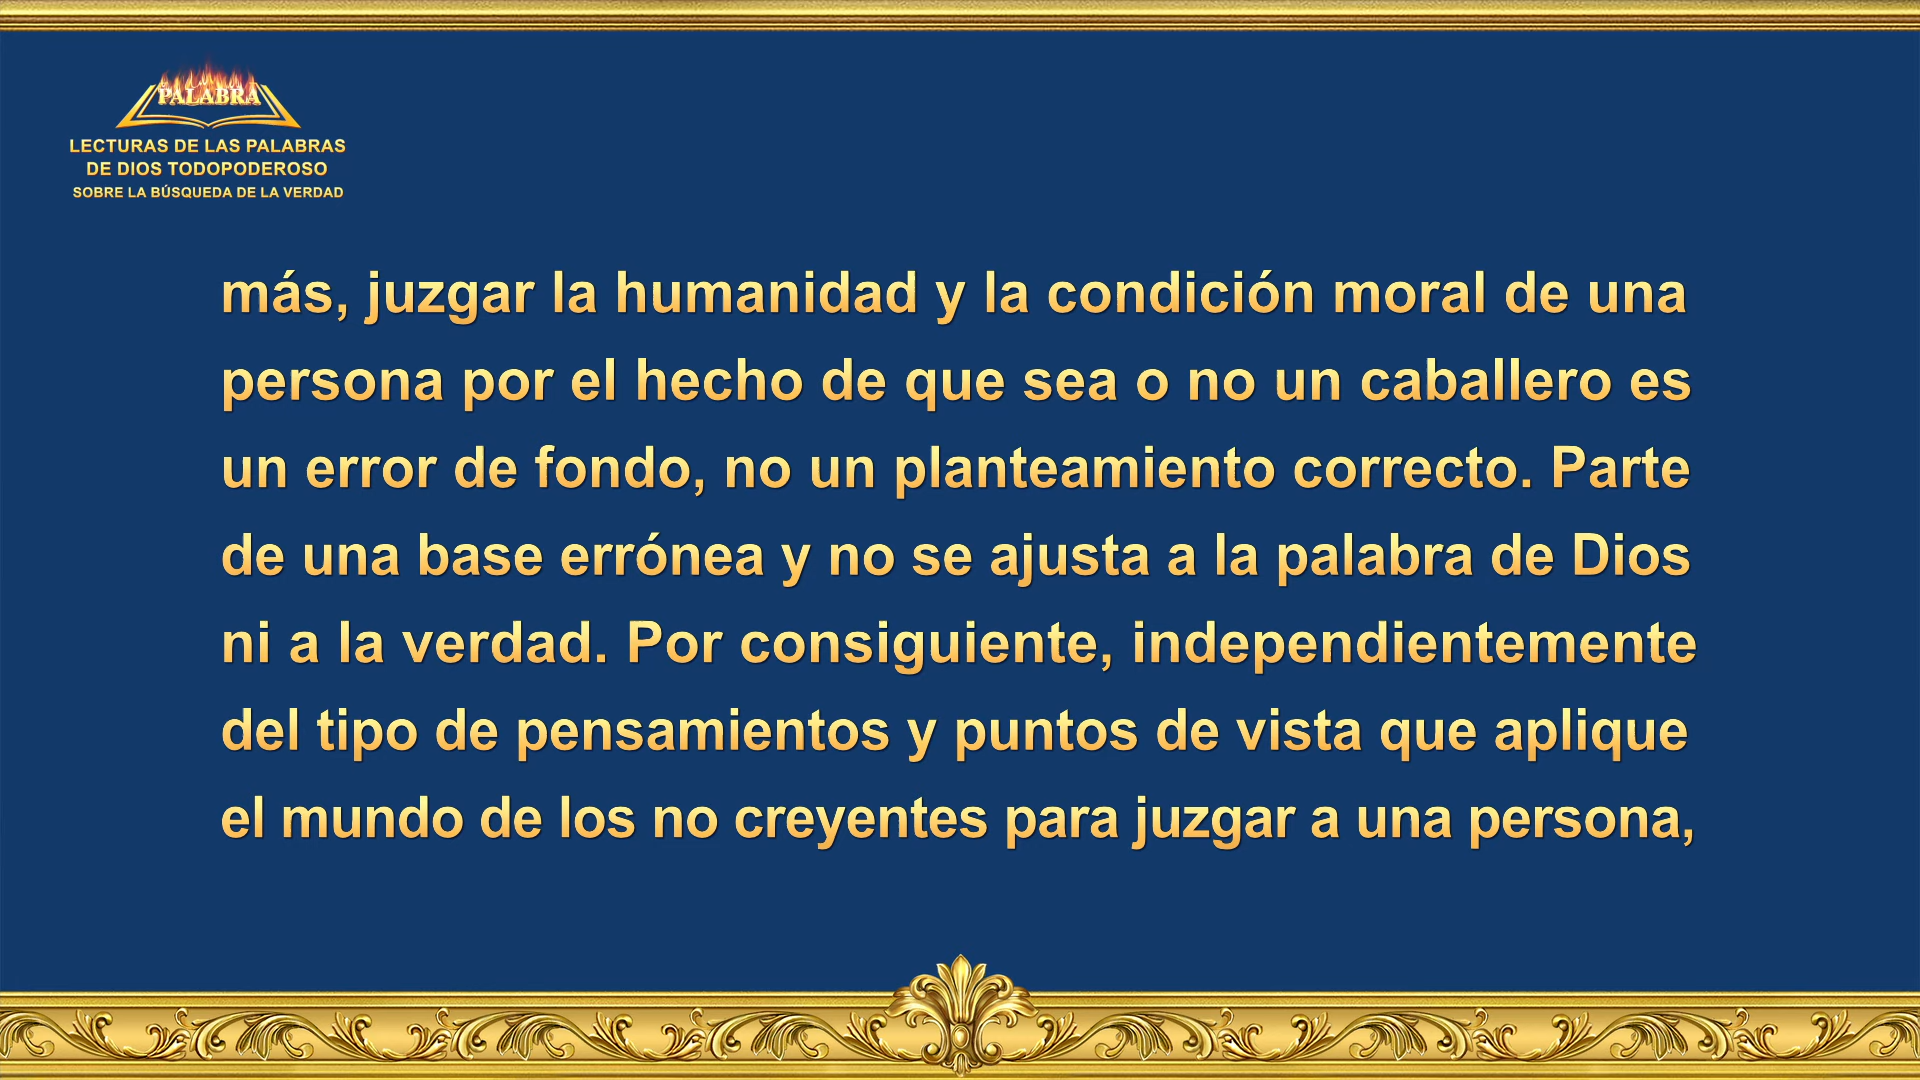 PALABRA
LECTURAS DE LAS PALABRAS
DE DIOS TODOPODEROSO
SOBRE LA BÚSQUEDA DE LA VERDAD
más, juzgar la humanidad y la condición moral de una
persona por el hecho de que sea o no un caballero es
un error de fondo, no un planteamiento correcto. Parte
de una base errónea y no se ajusta a la palabra de Dios
ni a la verdad. Por consiguiente, independientemente
del tipo de pensamientos y puntos de vista que aplique
el mundo de los no creyentes para juzgar a una persona,